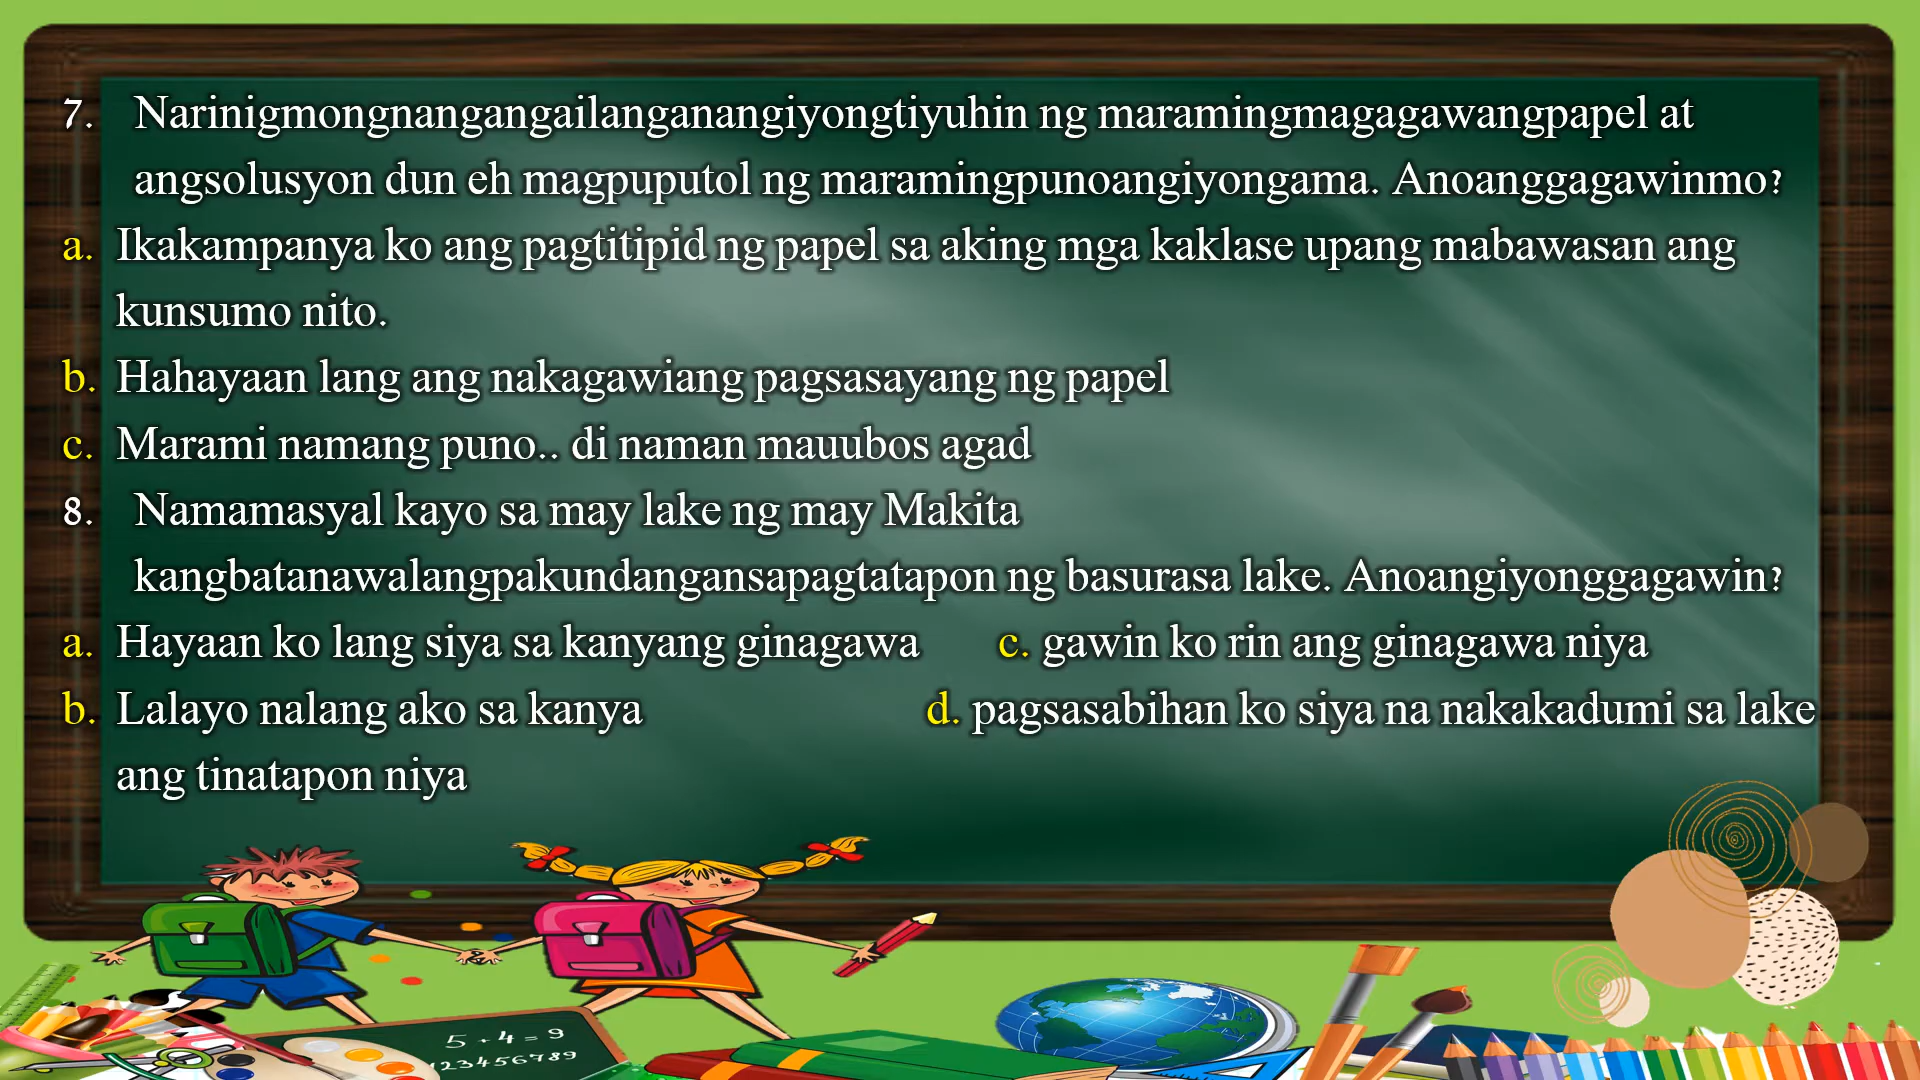 7. Narinigmongnangangailanganangiyongtiyuhin ng maramingmagagawangpapel at
angsolusyon dun eh magpuputol ng maramingpunoangiyongama. Anoanggagawinmo?
a. Ikakampanya ko ang pagtitipid ng papel sa aking mga kaklase upang mabawasan ang
kunsumo nito.
b. Hahayaan lang ang nakagawiang pagsasayang ng papel
c. Marami namang puno.. di naman mauubos agad
8. Namamasyal kayo sa may lake ng may Makita
kangbatanawalangpakundangansapagtatapon ng basurasa lake. Anoangiyonggagawin?
a. Hayaan ko lang siya sa kanyang ginagawa c. gawin ko rin ang ginagawa niya
b. Lalayo nalang ako sa kanya d. pagsasabihan ko siya na nakakadumi sa lake
ang tinatapon niya
5 + 4 = 9
123456789